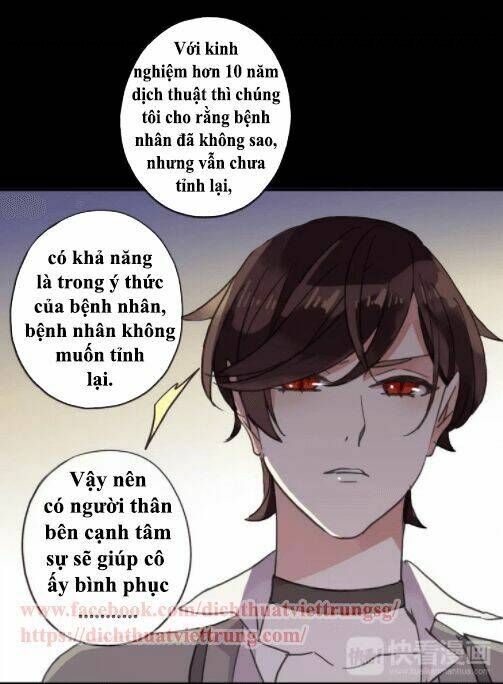 Với kinh
nghiệm hơn 10 năm
dịch thuật thì chúng
tôi cho rằng bệnh
nhân đã không sao,
nhưng vẫn chưa
tỉnh lại,
có khả năng
là trong ý thức
của bệnh nhân,
bệnh nhân không
muốn tỉnh
lại.
Vậy nên
có người thân
bên cạnh tâm
sự sẽ giúp cô
ấy bình phục
...........
www.facebook.com/dichthuatviettrungsg/
https://dichthuatviettrung.com/
快看 快看漫画